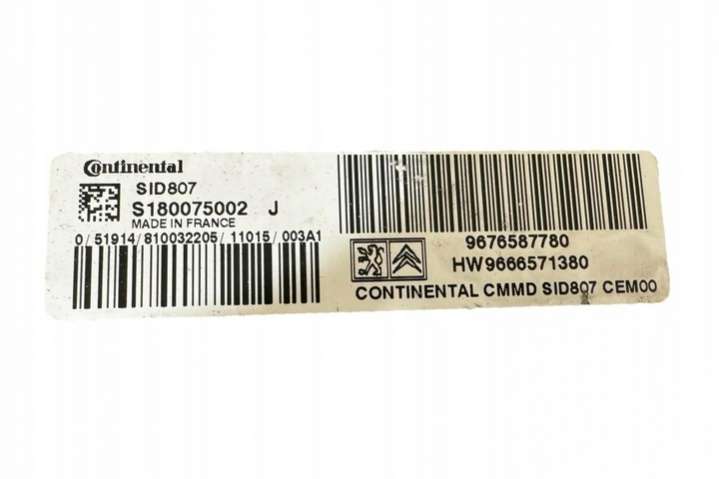 Continental
SID807
S180075002 J
MADE IN FRANCE
0/51914/810032205/11015/003A1
9676587780
HW9666571380
CONTINENTAL CMMD SID807 CEM00